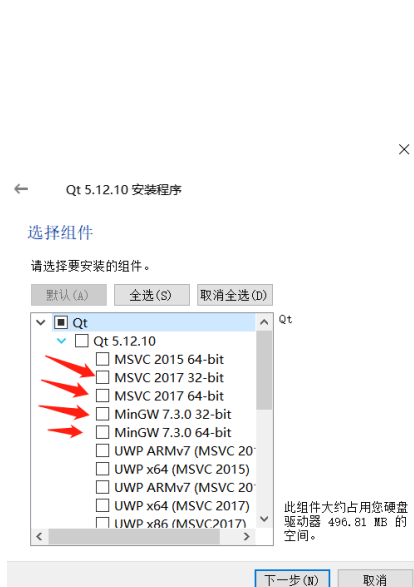 Qt 5.12.10 安装程序
选择组件
请选择要安装的组件。
默认(A)
全选(S)
取消全选(D)
Qt
Qt
Qt 5.12.10
MSVC 2015 64-bit
MSVC 2017 32-bit
MSVC 2017 64-bit
MinGW 7.3.0 32-bit
MinGW 7.3.0 64-bit
UWP ARMv7 (MSVC 20
UWP x64 (MSVC 2015)
UWP ARMv7 (MSVC 20
UWP x64 (MSVC 2017)
UWP x86 (MSVC2017)
此组件大约占用您硬盘
驱动器 496.81 MB 的
空间。
下一步(N)
取消